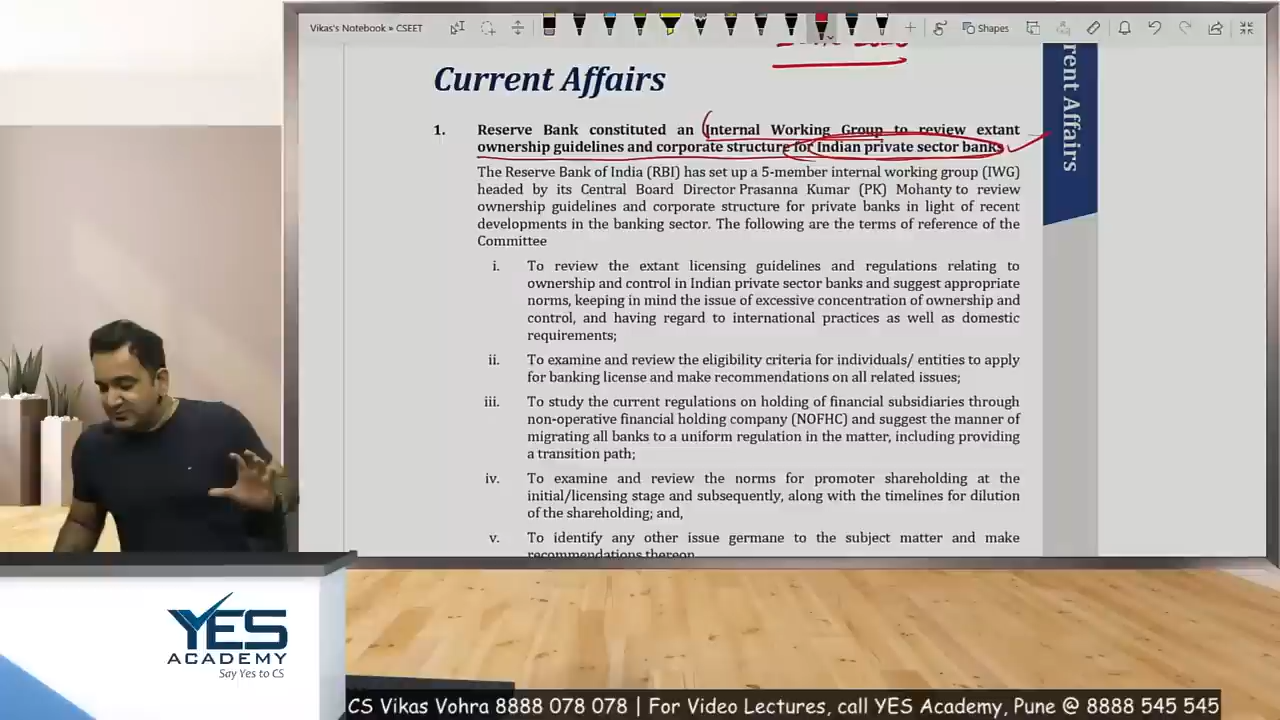 Vikas's Notebook » CSEET
Shapes
Current Affairs
rent Affairs
1. Reserve Bank constituted an Internal Working Group to review extant
ownership guidelines and corporate structure for Indian private sector banks
The Reserve Bank of India (RBI) has set up a 5-member internal working group (IWG)
headed by its Central Board Director Prasanna Kumar (PK) Mohanty to review
ownership guidelines and corporate structure for private banks in light of recent
developments in the banking sector. The following are the terms of reference of the
Committee
i. To review the extant licensing guidelines and regulations relating to
ownership and control in Indian private sector banks and suggest appropriate
norms, keeping in mind the issue of excessive concentration of ownership and
control, and having regard to international practices as well as domestic
requirements;
ii. To examine and review the eligibility criteria for individuals/ entities to apply
for banking license and make recommendations on all related issues;
iii. To study the current regulations on holding of financial subsidiaries through
non-operative financial holding company (NOFHC) and suggest the manner of
migrating all banks to a uniform regulation in the matter, including providing
a transition path;
iv. To examine and review the norms for promoter shareholding at the
initial/licensing stage and subsequently, along with the timelines for dilution
of the shareholding; and,
v. To identify any other issue germane to the subject matter and make
recommendations thereon
YES
ACADEMY
Say Yes to CS
CS Vikas Vohra 8888 078 078 | For Video Lectures, call YES Academy, Pune @ 8888 545 545